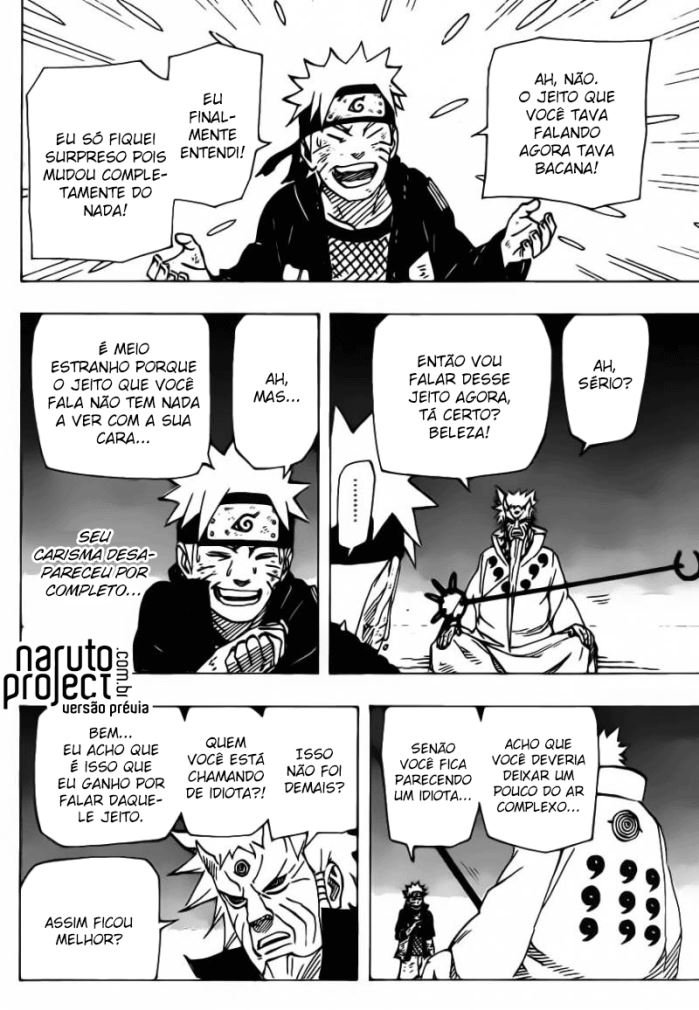 AH, NÃO.
O JEITO QUE
VOCÊ TAVA
FALANDO
AGORA TAVA
BACANA!
EU
FINAL-
MENTE
ENTENDI!
EU SÓ FIQUEI
SURPRESO POIS
MUDOU COMPLE-
TAMENTE DO
NADA!
AH,
SÉRIO?
ENTÃO VOU
FALAR DESSE
JEITO AGORA,
TÁ CERTO?
BELEZA!
........
AH,
MAS...
É MEIO
ESTRANHO PORQUE
O JEITO QUE VOCÊ
FALA NÃO TEM NADA
A VER COM A SUA
CARA...
SEU
CARISMA DESA-
PARECEU POR
COMPLETO...
naruto
project
.com.br
versão prévia
ACHO QUE
VOCÊ DEVERIA
DEIXAR UM
POUCO DO AR
COMPLEXO...
SENÃO
VOCÊ FICA
PARECENDO
UM IDIOTA...
ISSO
NÃO FOI
DEMAIS?
QUEM
VOCÊ ESTÁ
CHAMANDO
DE IDIOTA?!
BEM...
EU ACHO QUE
É ISSO QUE
EU GANHO POR
FALAR DAQUE-
LE JEITO.
ASSIM FICOU
MELHOR?